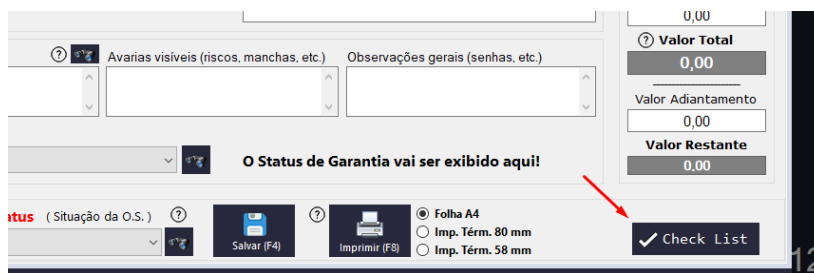 0,00
? Valor Total
0,00
? Avarias visíveis (riscos, manchas, etc.) Observações gerais (senhas, etc.)
Valor Adiantamento
0,00
Valor Restante
0,00
O Status de Garantia vai ser exibido aqui!
atus ( Situação da O.S. ) ?
Salvar (F4)
?
Imprimir (F8)
Folha A4
Imp. Térm. 80 mm
Imp. Térm. 58 mm
Check List
12